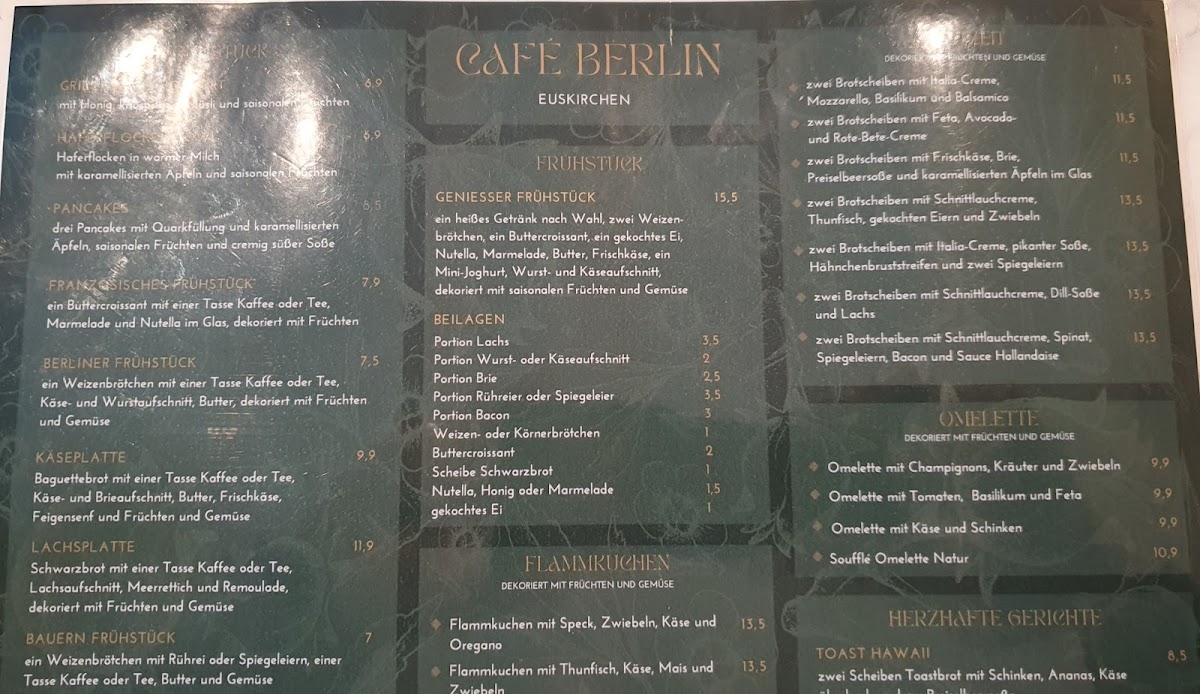 6,9
mit Honig, Knuspermüsli und saisonalen Früchten
6,9
Haferflocken in warmer Milch
mit karamellisierten Äpfeln und saisonalen Früchten
PANCAKES 8,5
drei Pancakes mit Quarkfüllung und karamellisierten
Äpfeln, saisonalen Früchten und cremig süßer Soße
FRANZÖSISCHES FRÜHSTÜCK 7,9
ein Buttercroissant mit einer Tasse Kaffee oder Tee,
Marmelade und Nutella im Glas, dekoriert mit Früchten
BERLINER FRÜHSTÜCK 7,5
ein Weizenbrötchen mit einer Tasse Kaffee oder Tee,
Käse- und Wurstaufschnitt, Butter, dekoriert mit Früchten
und Gemüse
KÄSEPLATTE 9,9
Baguettebrot mit einer Tasse Kaffee oder Tee,
Käse- und Brieaufschnitt, Butter, Frischkäse,
Feigensenf und Früchten und Gemüse
LACHSPLATTE 11,9
Schwarzbrot mit einer Tasse Kaffee oder Tee,
Lachsaufschnitt, Meerrettich und Remoulade,
dekoriert mit Früchten und Gemüse
BAUERN FRÜHSTÜCK 7
ein Weizenbrötchen mit Rührei oder Spiegeleiern, einer
Tasse Kaffee oder Tee, Butter und Gemüse
CAFÉ BERLIN
EUSKIRCHEN
FRÜHSTÜCK
GENIESSER FRÜHSTÜCK 15,5
ein heißes Getränk nach Wahl, zwei Weizen-
brötchen, ein Buttercroissant, ein gekochtes Ei,
Nutella, Marmelade, Butter, Frischkäse, ein
Mini-Joghurt, Wurst- und Käseaufschnitt,
dekoriert mit saisonalen Früchten und Gemüse
BEILAGEN
Portion Lachs 3,5
Portion Wurst- oder Käseaufschnitt 2
Portion Brie 2,5
Portion Rühreier oder Spiegeleier 3,5
Portion Bacon 3
Weizen- oder Körnerbrötchen 1
Buttercroissant 2
Scheibe Schwarzbrot 1
Nutella, Honig oder Marmelade 1,5
gekochtes Ei 1
FLAMMKUCHEN
DEKORIERT MIT FRÜCHTEN UND GEMÜSE
Flammkuchen mit Speck, Zwiebeln, Käse und 13,5
Oregano
Flammkuchen mit Thunfisch, Käse, Mais und 13,5
Zwiebeln
DEKORIERT MIT FRÜCHTEN UND GEMÜSE
zwei Brotscheiben mit Italia-Creme, 11,5
Mozzarella, Basilikum und Balsamico
zwei Brotscheiben mit Feta, Avocado- 11,5
und Rote-Bete-Creme
zwei Brotscheiben mit Frischkäse, Brie, 11,5
Preiselbeersoße und karamellisierten Äpfeln im Glas
zwei Brotscheiben mit Schnittlauchcreme, 13,5
Thunfisch, gekochten Eiern und Zwiebeln
zwei Brotscheiben mit Italia-Creme, pikanter Soße, 13,5
Hähnchenbruststreifen und zwei Spiegeleiern
zwei Brotscheiben mit Schnittlauchcreme, Dill-Soße 13,5
und Lachs
zwei Brotscheiben mit Schnittlauchcreme, Spinat, 13,5
Spiegeleiern, Bacon und Sauce Hollandaise
OMELETTE
DEKORIERT MIT FRÜCHTEN UND GEMÜSE
Omelette mit Champignons, Kräuter und Zwiebeln 9,9
Omelette mit Tomaten, Basilikum und Feta 9,9
Omelette mit Käse und Schinken 9,9
Soufflé Omelette Natur 10,9
HERZHAFTE GERICHTE
TOAST HAWAII 8,5
zwei Scheiben Toastbrot mit Schinken, Ananas, Käse